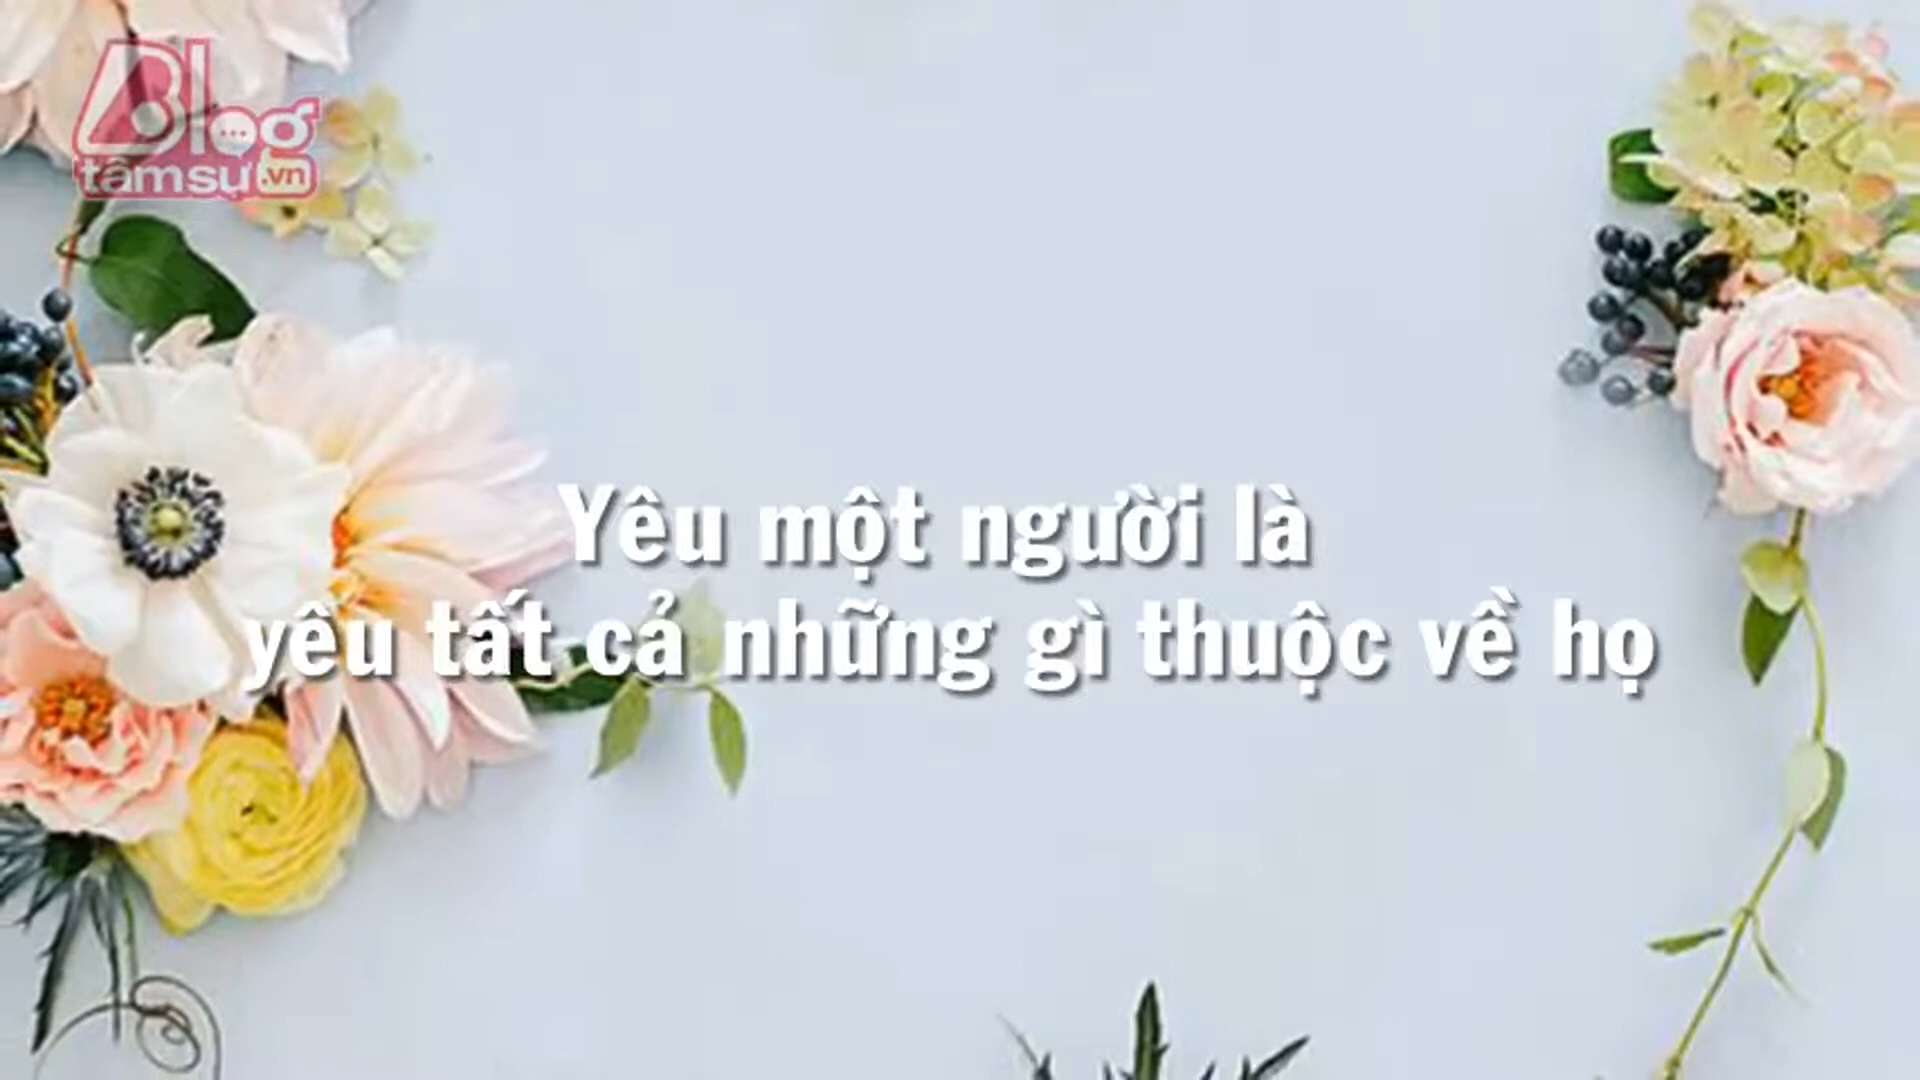 Blog
tâm sự .vn
Yêu một người là
yêu tất cả những gì thuộc về họ